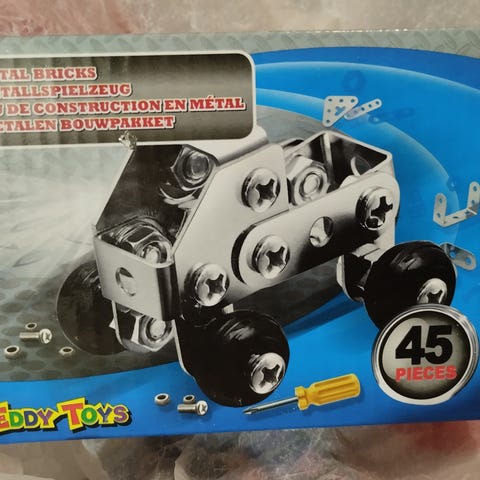 TAL BRICKS
TALLSPIELZEUG
U DE CONSTRUCTION EN MÉTAL
ETALEN BOUWPAKKET
45
PIECES
EDDY TOYS